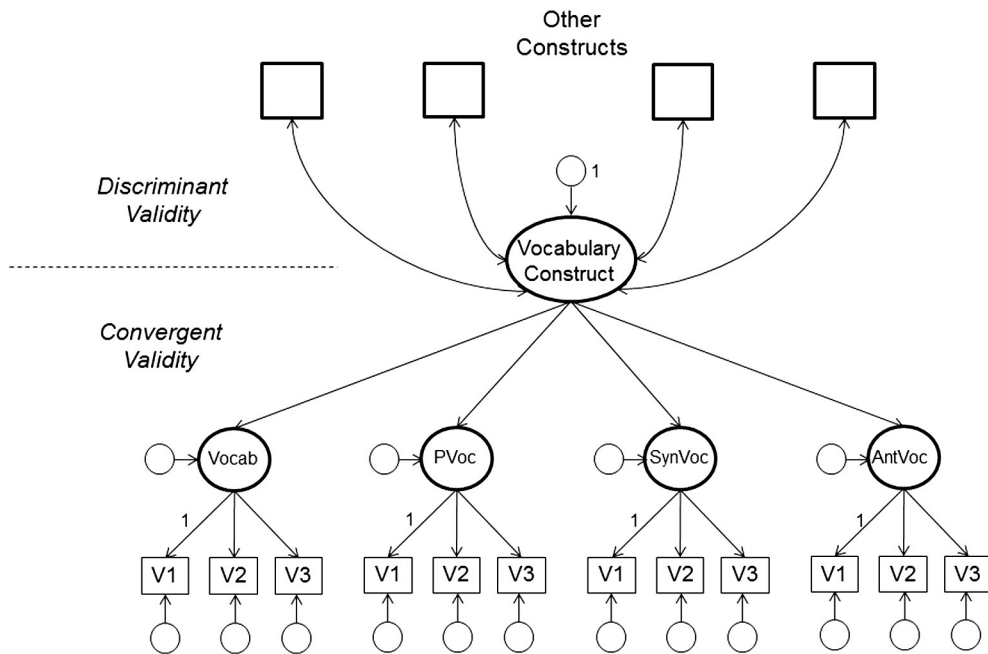 Other
Constructs
1
Discriminant
Validity
Vocabulary
Construct
Convergent
Validity
Vocab
PVoc
SynVoc
AntVoc
1
1
1
1
V1 V2 V3
V1 V2 V3
V1 V2 V3
V1 V2 V3